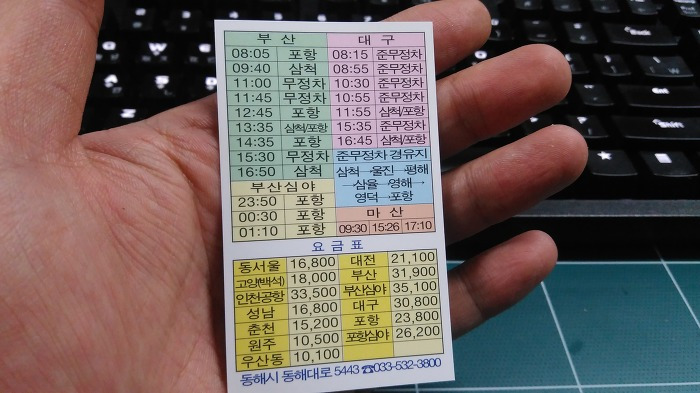 부 산 대 구
08:05 포항 08:15 준무정차
09:40 삼척 08:55 준무정차
11:00 무정차 10:30 준무정차
11:45 무정차 10:55 준무정차
12:45 포항 11:55 삼척/포항
13:35 삼척/포항 15:35 준무정차
14:35 포항 16:45 삼척/포항
15:30 무정차 준무정차 경유지
16:50 삼척 삼척 울진 평해
부산심야 삼율 영해
23:50 포항 영덕 포항
00:30 포항 마 산
01:10 포항 09:30 15:26 17:10
요 금 표
동서울 16,800 대전 21,100
고양(백석) 18,000 부산 31,900
인천공항 33,500 부산심야 35,100
성남 16,800 대구 30,800
춘천 15,200 포항 23,800
원주 10,500 포항심야 26,200
우산동 10,100
동해시 동해대로 5443 ☎033-532-3800